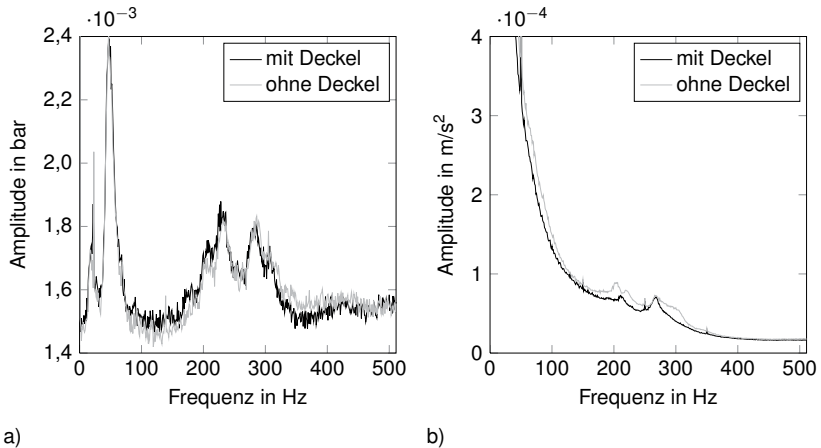 ·10−3
2,4
2,2
2,0
1,8
1,6
1,4
0 100 200 300 400 500
Amplitude in bar
Frequenz in Hz
mit Deckel
ohne Deckel
a)
·10−4
4
3
2
1
0
0 100 200 300 400 500
Amplitude in m/s²
Frequenz in Hz
mit Deckel
ohne Deckel
b)